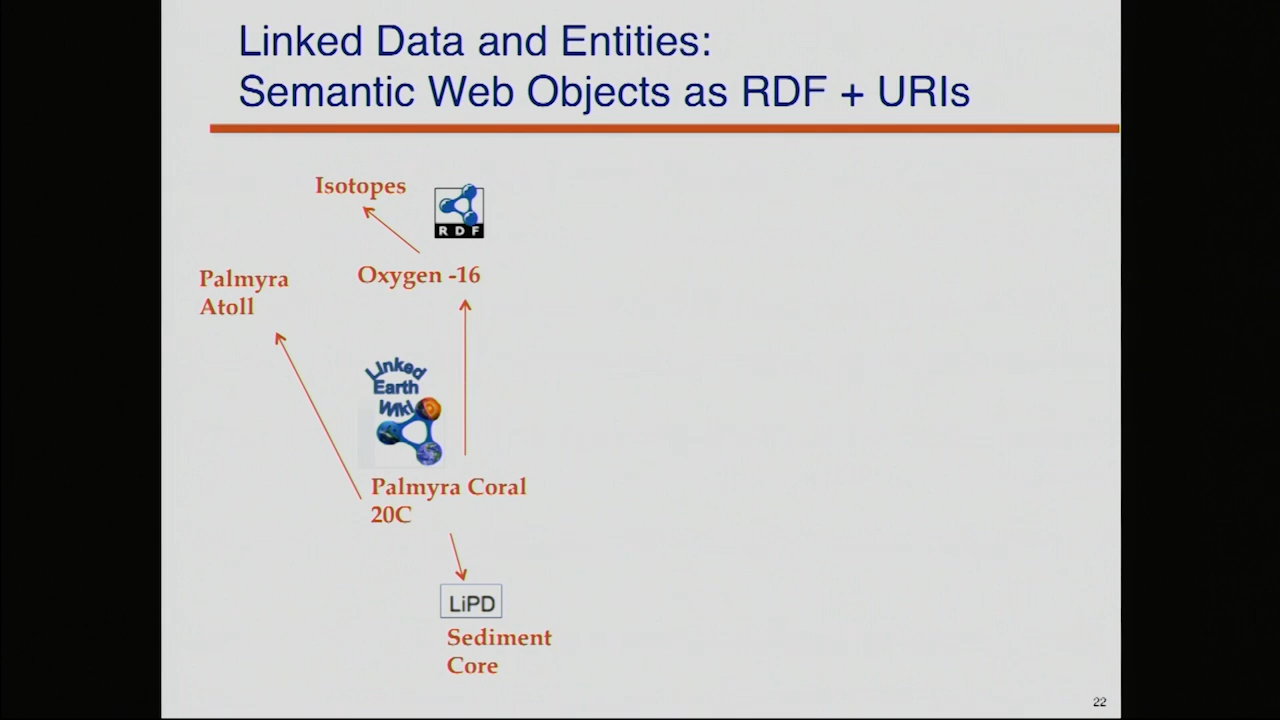 Linked Data and Entities:
Semantic Web Objects as RDF + URIs
Isotopes
RDF
Oxygen -16
Palmyra
Atoll
Linked
Earth
Wiki
Palmyra Coral
20C
LiPD
Sediment
Core
22